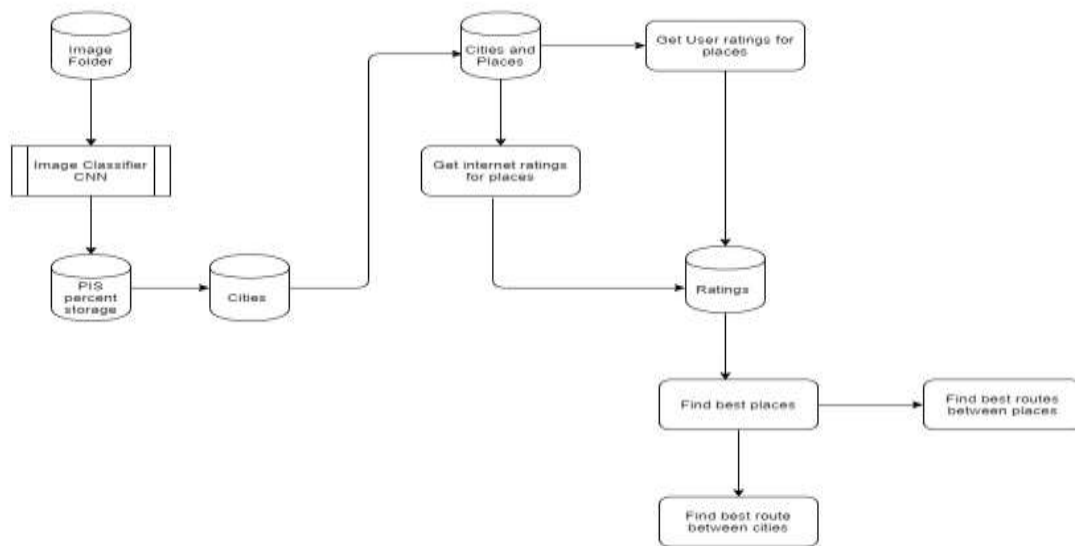 Image
Folder
Image Classifier
CNN
PIS
percent
storage
Cities
Cities and
Places
Get User ratings for
places
Get internet ratings
for places
Ratings
Find best places
Find best routes
between places
Find best route
between cities